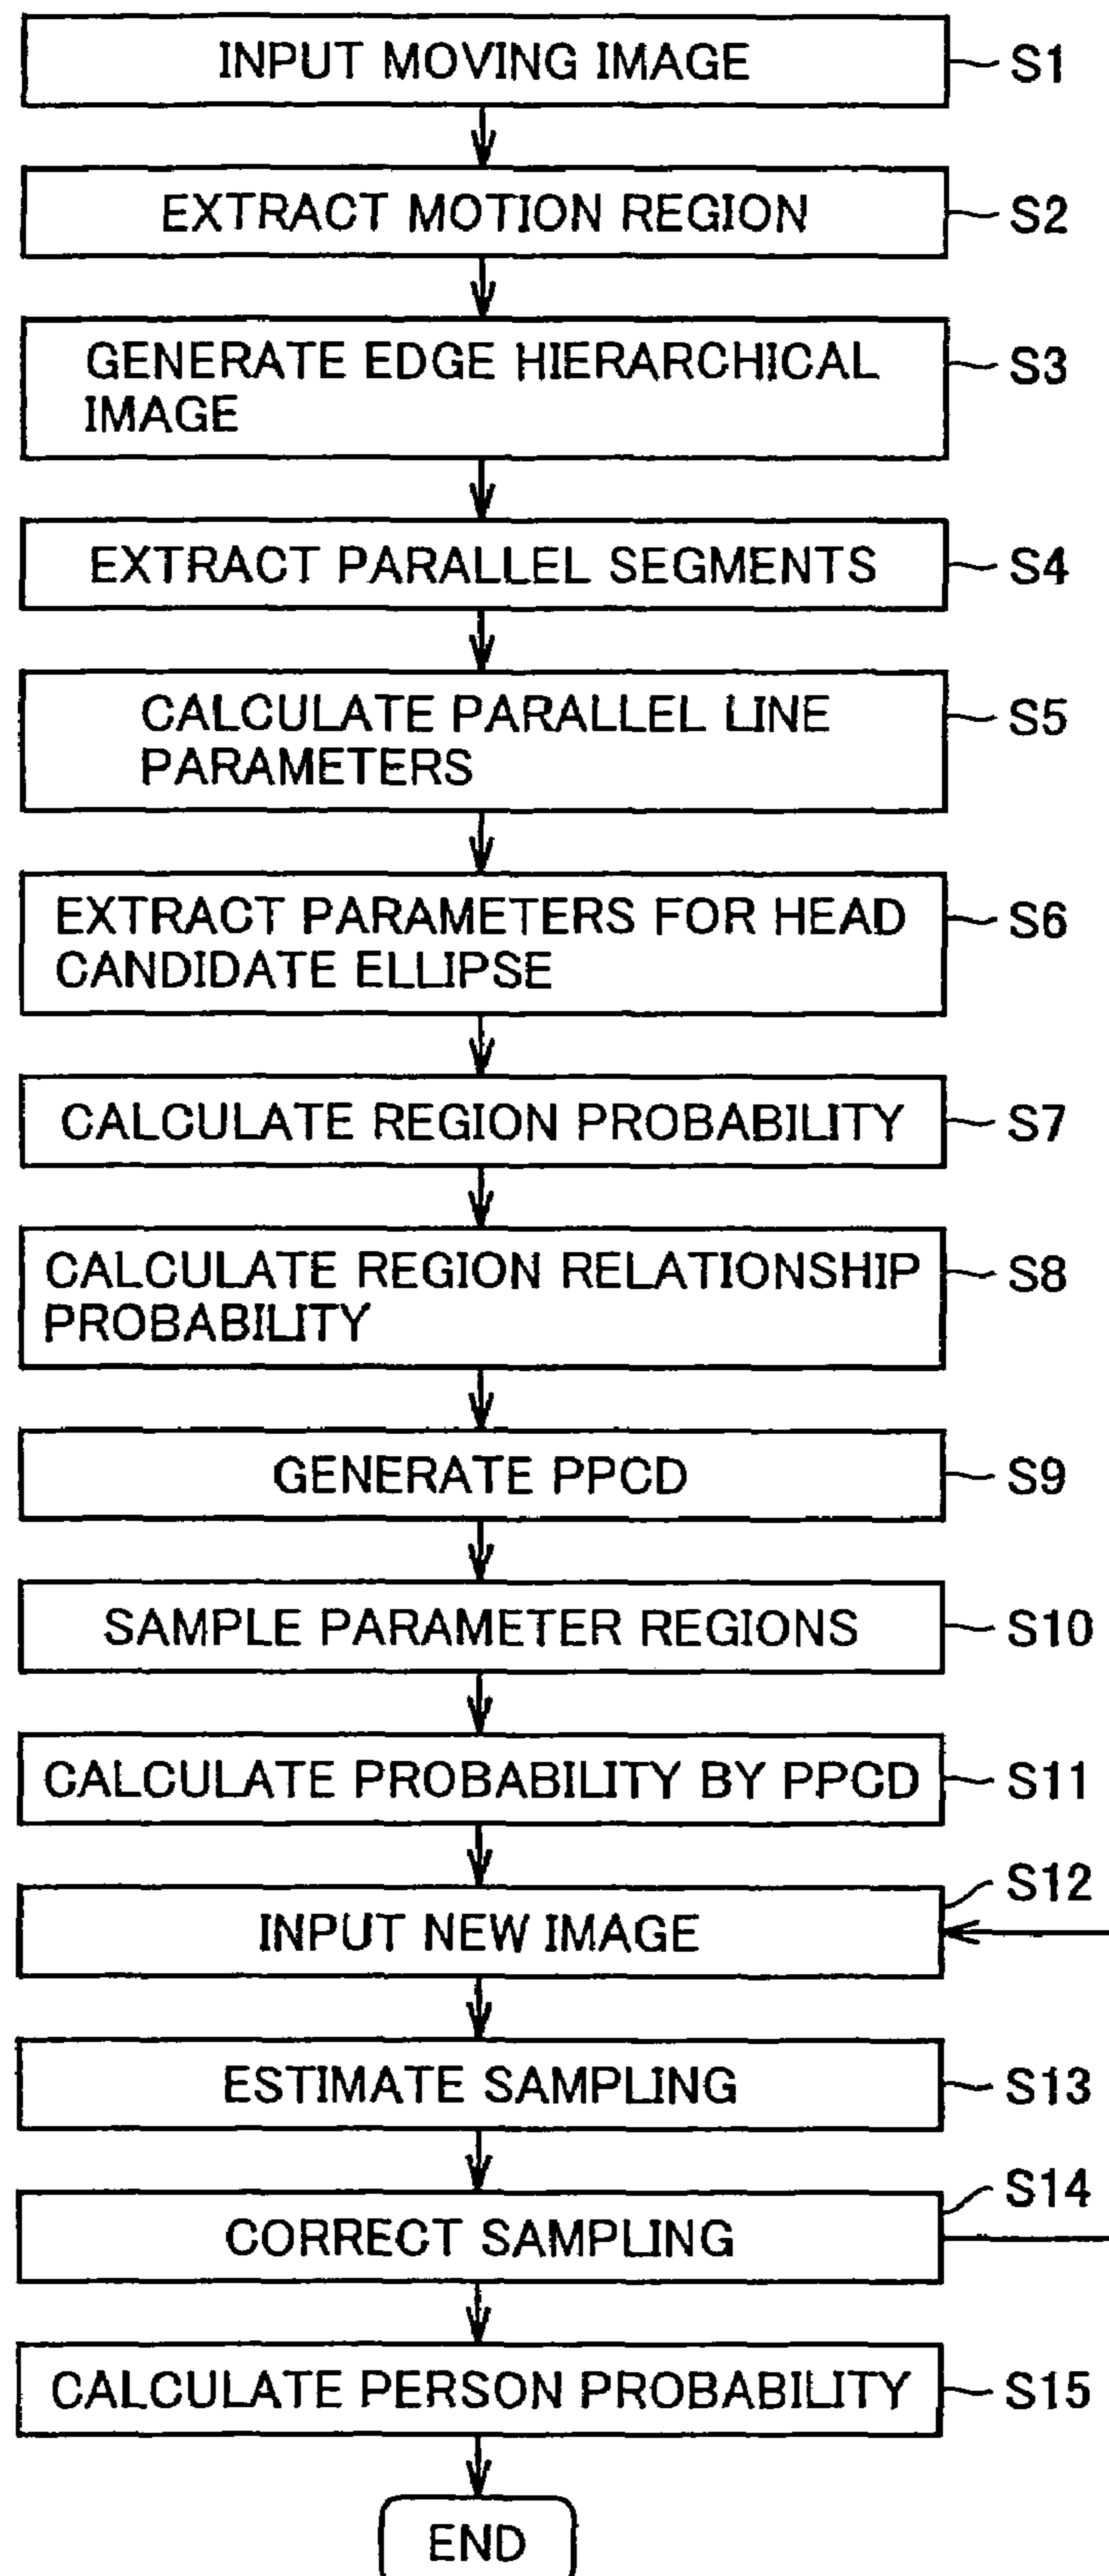 INPUT MOVING IMAGE
S1
EXTRACT MOTION REGION
S2
GENERATE EDGE HIERARCHICAL
IMAGE
S3
EXTRACT PARALLEL SEGMENTS
S4
CALCULATE PARALLEL LINE
PARAMETERS
S5
EXTRACT PARAMETERS FOR HEAD
CANDIDATE ELLIPSE
S6
CALCULATE REGION PROBABILITY
S7
CALCULATE REGION RELATIONSHIP
PROBABILITY
S8
GENERATE PPCD
S9
SAMPLE PARAMETER REGIONS
S10
CALCULATE PROBABILITY BY PPCD
S11
INPUT NEW IMAGE
S12
ESTIMATE SAMPLING
S13
CORRECT SAMPLING
S14
CALCULATE PERSON PROBABILITY
S15
END